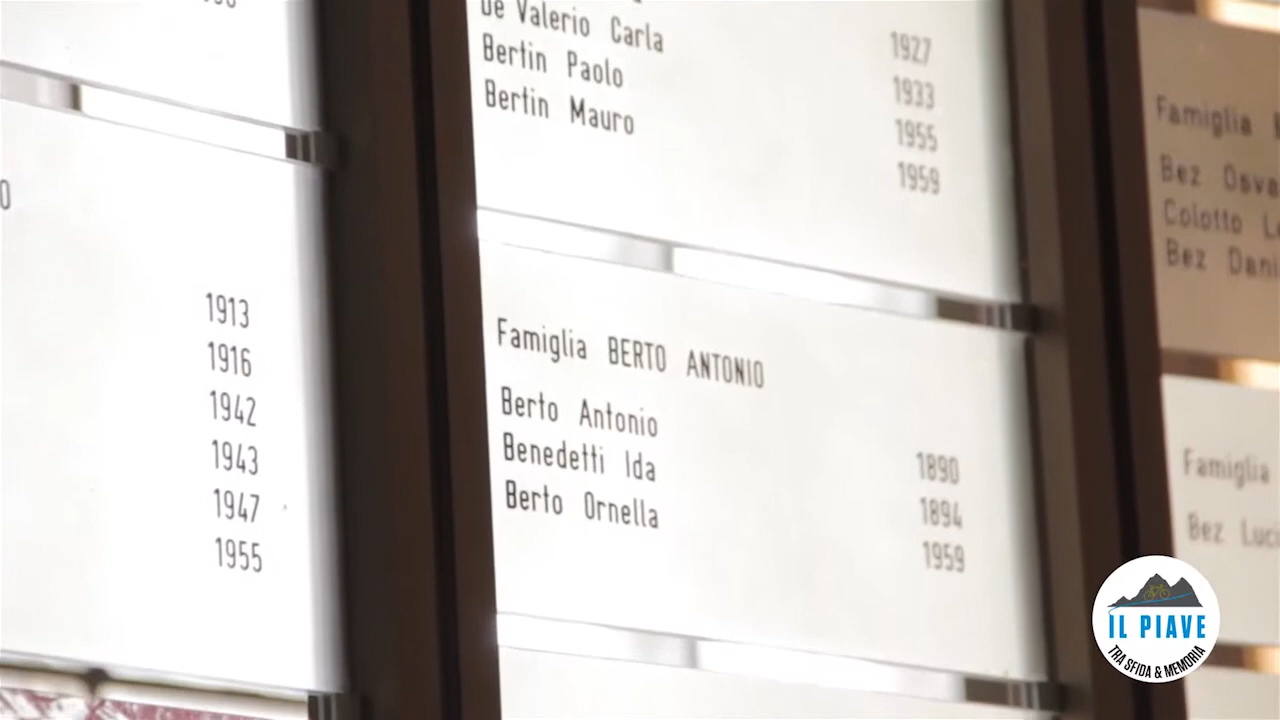 1913
1916
1942
1943
1947
1955
De Valerio Carla 1927
Bertin Paolo 1933
Bertin Mauro 1955
1959
Famiglia BERTO ANTONIO
Berto Antonio 1890
Benedetti Ida 1894
Berto Ornella 1959
Famiglia
Bez
Colotto
Bez
Famiglia
Bez
IL PIAVE
TRA SFIDA & MEMORIA